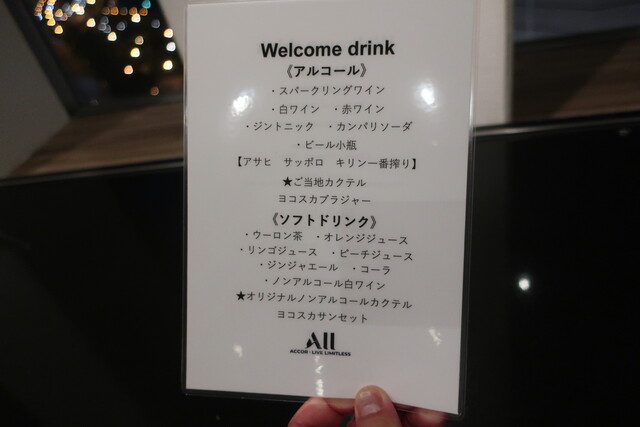 Welcome drink
《アルコール》
・スパークリングワイン
・白ワイン ・赤ワイン
・ジントニック ・カンパリソーダ
・ビール小瓶
【アサヒ サッポロ キリン一番搾り】
★ご当地カクテル
ヨコスカブラジャー
《ソフトドリンク》
・ウーロン茶 ・オレンジジュース
・リンゴジュース ・ピーチジュース
・ジンジャエール ・コーラ
・ノンアルコール白ワイン
★オリジナルノンアルコールカクテル
ヨコスカサンセット
All
ACCOR LIVE LIMITLESS